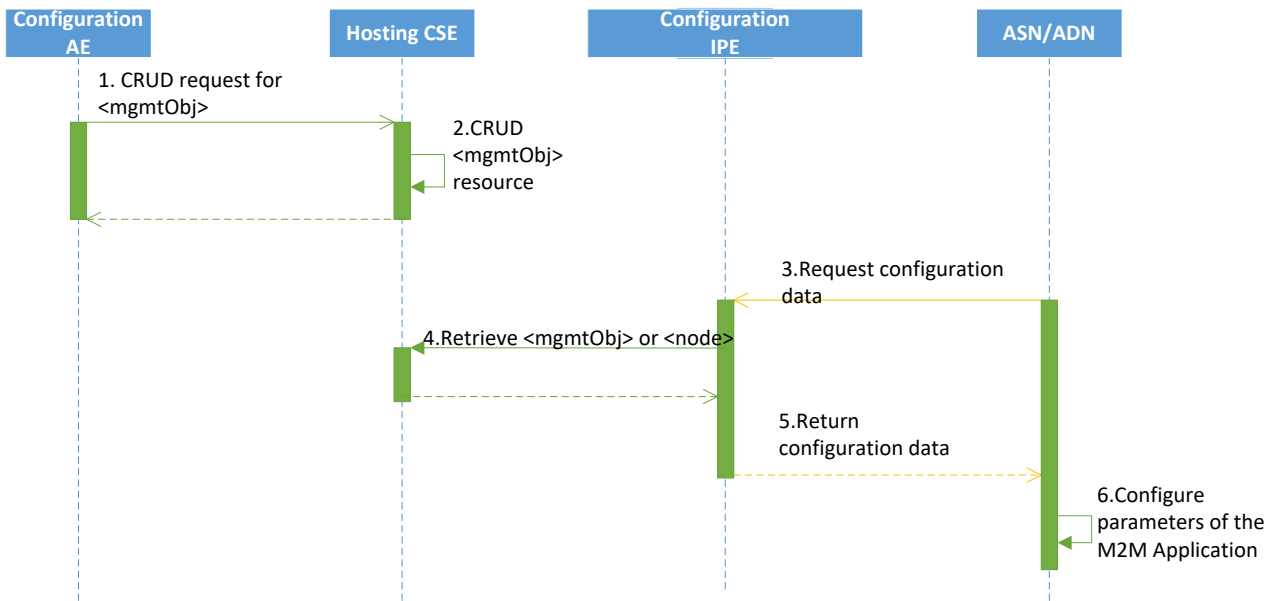 Configuration
AE
Hosting CSE
Configuration
IPE
ASN/ADN
1. CRUD request for
<mgmtObj>
2.CRUD
<mgmtObj>
resource
3.Request configuration
data
4.Retrieve <mgmtObj> or <node>
5.Return
configuration data
6.Configure
parameters of the
M2M Application